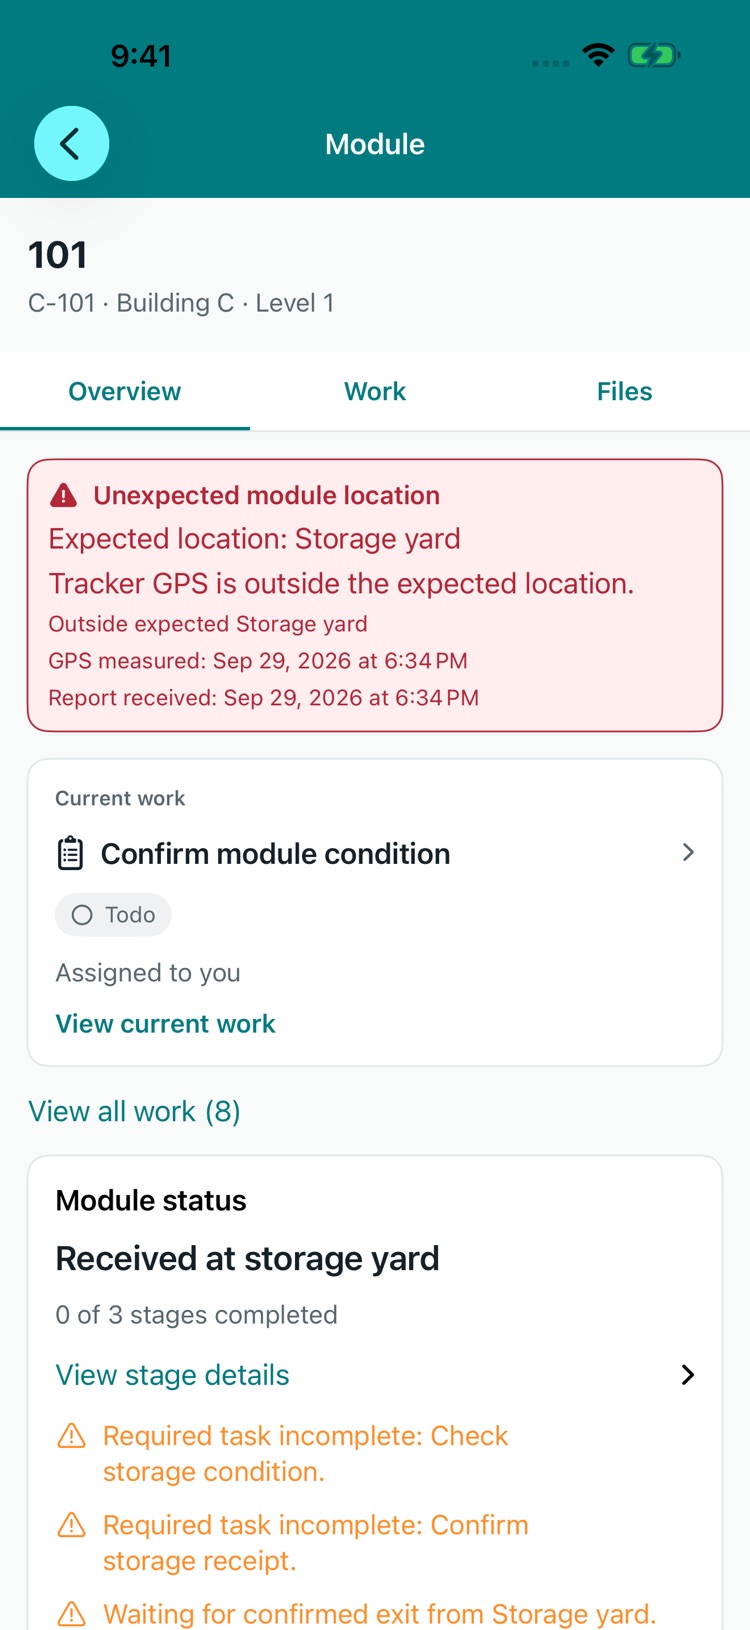 9:41
Module
101
C-101 · Building C · Level 1
Overview
Work
Files
Unexpected module location
Expected location: Storage yard
Tracker GPS is outside the expected location.
Outside expected Storage yard
GPS measured: Sep 29, 2026 at 6:34 PM
Report received: Sep 29, 2026 at 6:34 PM
Current work
Confirm module condition
Todo
Assigned to you
View current work
View all work (8)
Module status
Received at storage yard
0 of 3 stages completed
View stage details
Required task incomplete: Check
storage condition.
Required task incomplete: Confirm
storage receipt.
Waiting for confirmed exit from Storage yard.